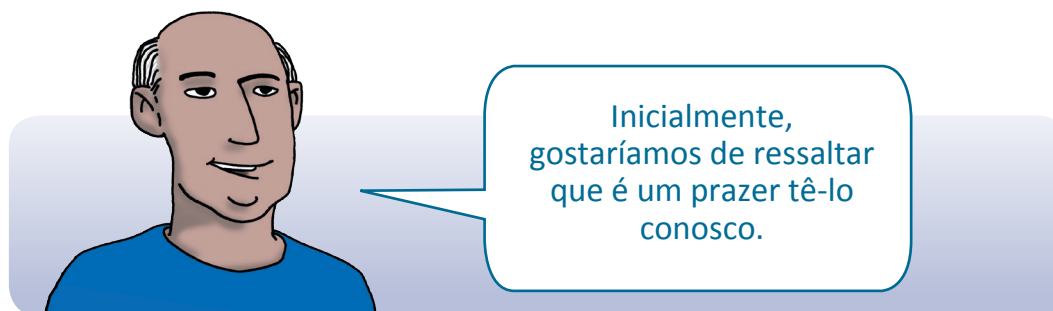 Inicialmente,
gostaríamos de ressaltar
que é um prazer tê-lo
conosco.